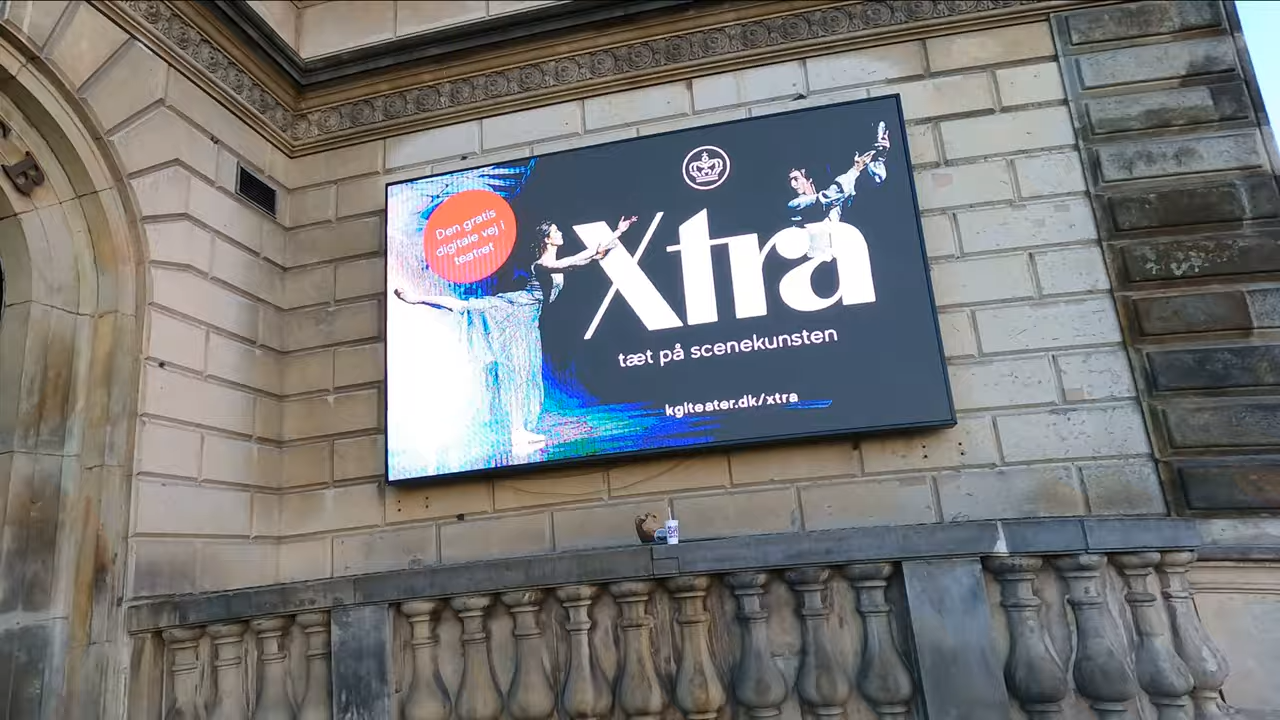 Den gratis
digitale vej i
teatret
Xtra
tæt på scenekunsten
kglteater.dk/xtra